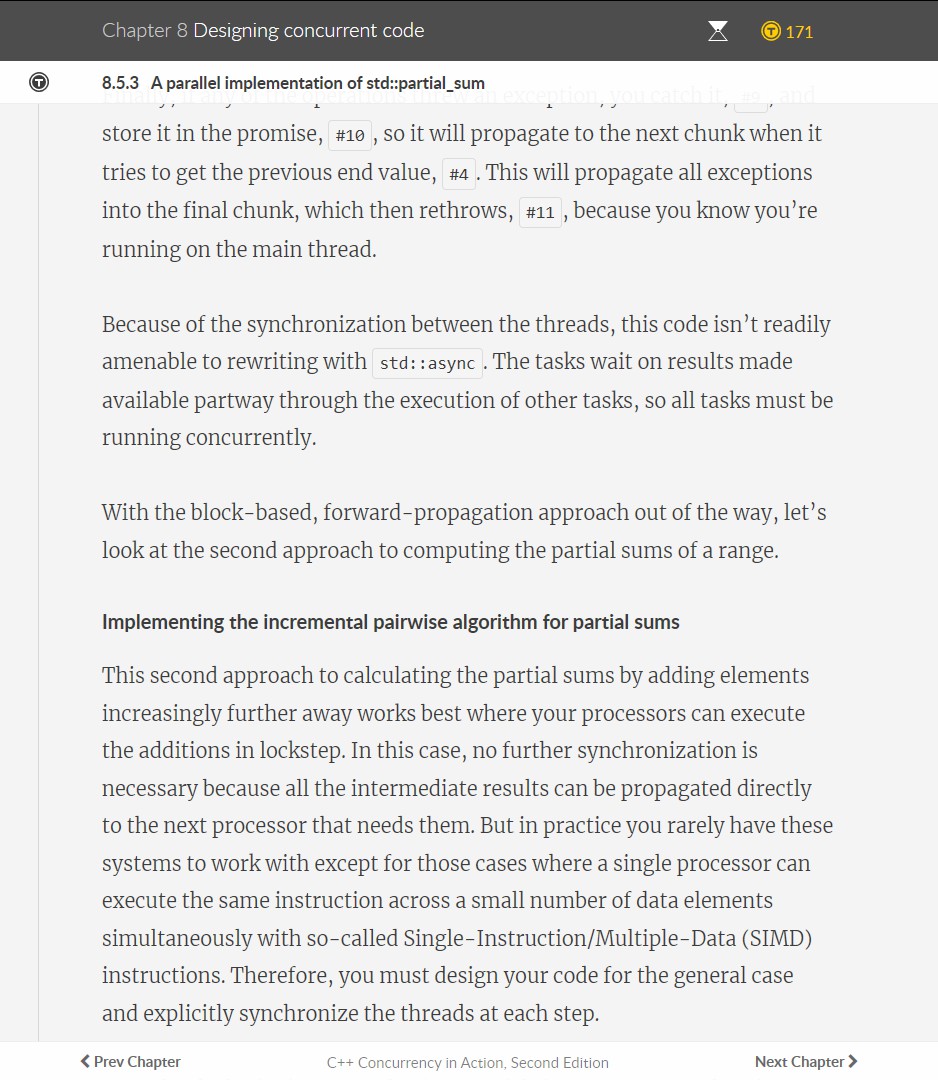 Chapter 8 Designing concurrent code
171
8.5.3 A parallel implementation of std::partial_sum
Finally, if any of the operations threw an exception, you catch it, #9, and
store it in the promise, #10, so it will propagate to the next chunk when it
tries to get the previous end value, #4. This will propagate all exceptions
into the final chunk, which then rethrows, #11, because you know you’re
running on the main thread.
Because of the synchronization between the threads, this code isn’t readily
amenable to rewriting with std::async. The tasks wait on results made
available partway through the execution of other tasks, so all tasks must be
running concurrently.
With the block-based, forward-propagation approach out of the way, let’s
look at the second approach to computing the partial sums of a range.
Implementing the incremental pairwise algorithm for partial sums
This second approach to calculating the partial sums by adding elements
increasingly further away works best where your processors can execute
the additions in lockstep. In this case, no further synchronization is
necessary because all the intermediate results can be propagated directly
to the next processor that needs them. But in practice you rarely have these
systems to work with except for those cases where a single processor can
execute the same instruction across a small number of data elements
simultaneously with so-called Single-Instruction/Multiple-Data (SIMD)
instructions. Therefore, you must design your code for the general case
and explicitly synchronize the threads at each step.
Prev Chapter
C++ Concurrency in Action, Second Edition
Next Chapter